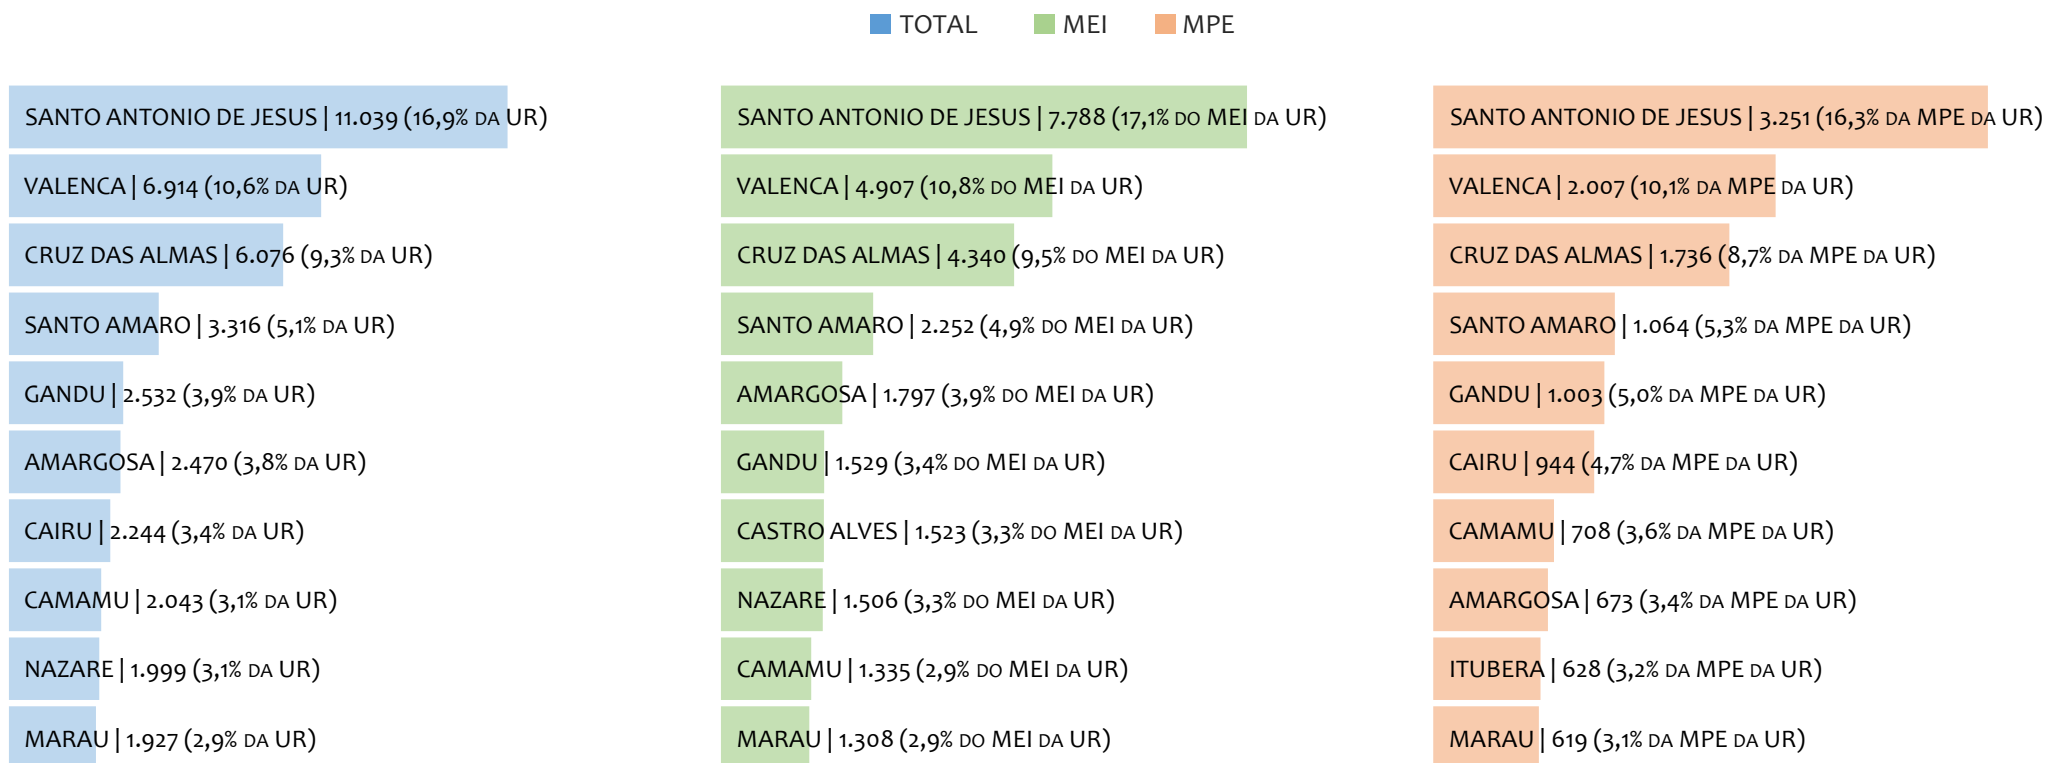 TOTAL MEI MPE
SANTO ANTONIO DE JESUS | 11.039 (16,9% DA UR)
VALENCA | 6.914 (10,6% DA UR)
CRUZ DAS ALMAS | 6.076 (9,3% DA UR)
SANTO AMARO | 3.316 (5,1% DA UR)
GANDU | 2.532 (3,9% DA UR)
AMARGOSA | 2.470 (3,8% DA UR)
CAIRU | 2.244 (3,4% DA UR)
CAMAMU | 2.043 (3,1% DA UR)
NAZARE | 1.999 (3,1% DA UR)
MARAU | 1.927 (2,9% DA UR)
SANTO ANTONIO DE JESUS | 7.788 (17,1% DO MEI DA UR)
VALENCA | 4.907 (10,8% DO MEI DA UR)
CRUZ DAS ALMAS | 4.340 (9,5% DO MEI DA UR)
SANTO AMARO | 2.252 (4,9% DO MEI DA UR)
AMARGOSA | 1.797 (3,9% DO MEI DA UR)
GANDU | 1.529 (3,4% DO MEI DA UR)
CASTRO ALVES | 1.523 (3,3% DO MEI DA UR)
NAZARE | 1.506 (3,3% DO MEI DA UR)
CAMAMU | 1.335 (2,9% DO MEI DA UR)
MARAU | 1.308 (2,9% DO MEI DA UR)
SANTO ANTONIO DE JESUS | 3.251 (16,3% DA MPE DA UR)
VALENCA | 2.007 (10,1% DA MPE DA UR)
CRUZ DAS ALMAS | 1.736 (8,7% DA MPE DA UR)
SANTO AMARO | 1.064 (5,3% DA MPE DA UR)
GANDU | 1.003 (5,0% DA MPE DA UR)
CAIRU | 944 (4,7% DA MPE DA UR)
CAMAMU | 708 (3,6% DA MPE DA UR)
AMARGOSA | 673 (3,4% DA MPE DA UR)
ITUBERA | 628 (3,2% DA MPE DA UR)
MARAU | 619 (3,1% DA MPE DA UR)